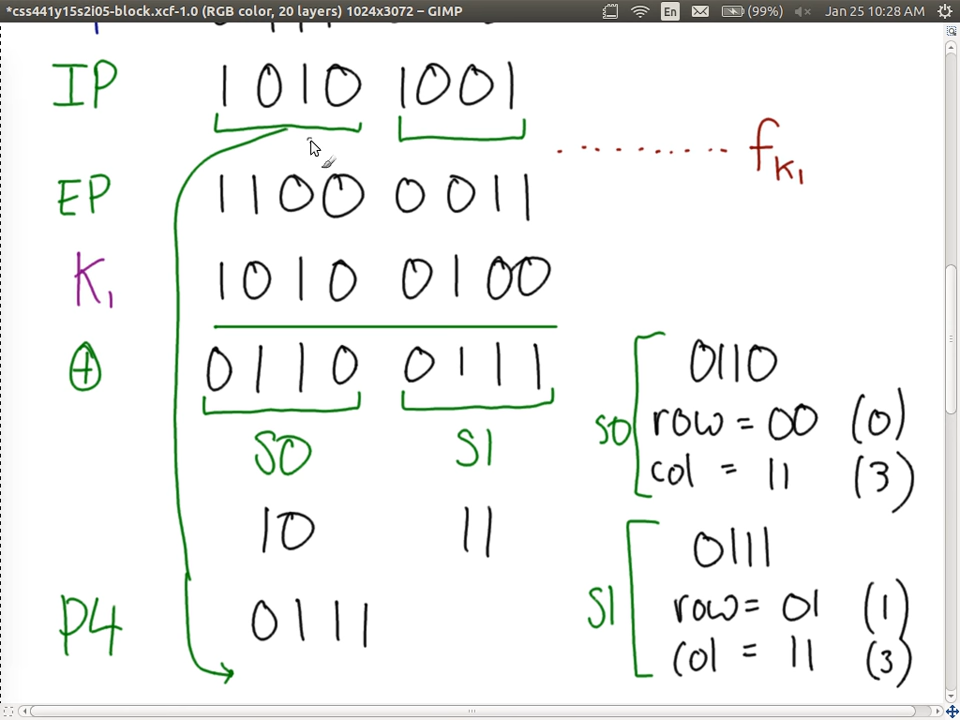 *css441y15s2i05-block.xcf-1.0 (RGB color, 20 layers) 1024x3072 – GIMP En (99%) Jan 25 10:28 AM
IP 1010 1001
f K1
EP 1100 0011
K1 1010 0100
⊕ 0110 0111
S0 S1
10 11
P4 0111
S0
0110
row = 00 (0)
col = 11 (3)
S1
0111
row = 01 (1)
col = 11 (3)